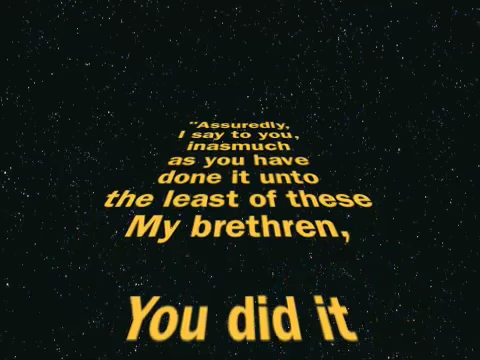 "Assuredly,
I say to you,
inasmuch
as you have
done it unto
the least of these
My brethren,
You did it